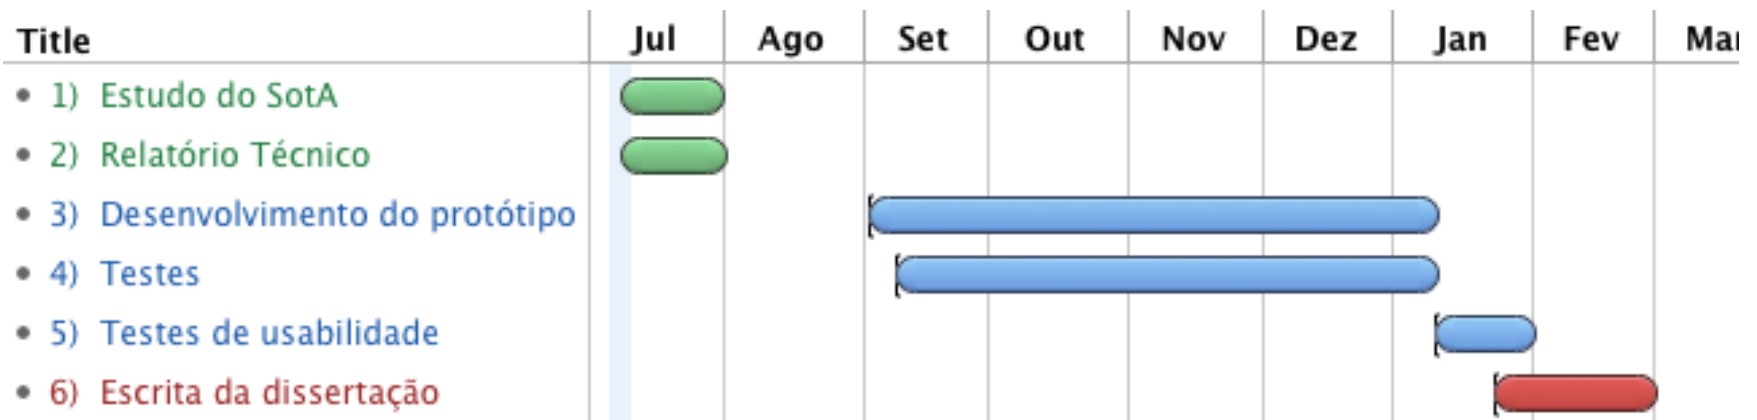 Title Jul Ago Set Out Nov Dez Jan Fev Mar
• 1) Estudo do SotA
• 2) Relatório Técnico
• 3) Desenvolvimento do protótipo
• 4) Testes
• 5) Testes de usabilidade
• 6) Escrita da dissertação